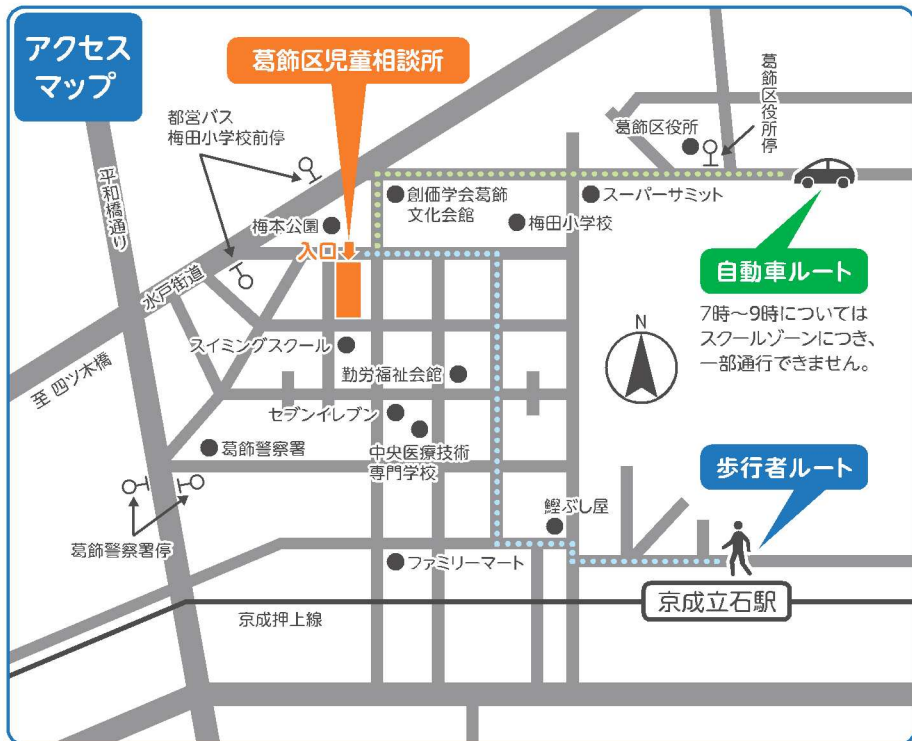 アクセス
マップ
葛飾区児童相談所
都営バス
梅田小学校前停
平和橋通り
葛飾区役所
葛飾区役所停
創価学会葛飾
文化会館
スーパーサミット
梅田小学校
梅本公園
入口
水戸街道
自動車ルート
7時～9時については
スクールゾーンにつき、
一部通行できません。
N
至 四ツ木橋
スイミングスクール
勤労福祉会館
セブンイレブン
中央医療技術
専門学校
葛飾警察署
歩行者ルート
鰹ぶし屋
葛飾警察署停
ファミリーマート
京成立石駅
京成押上線